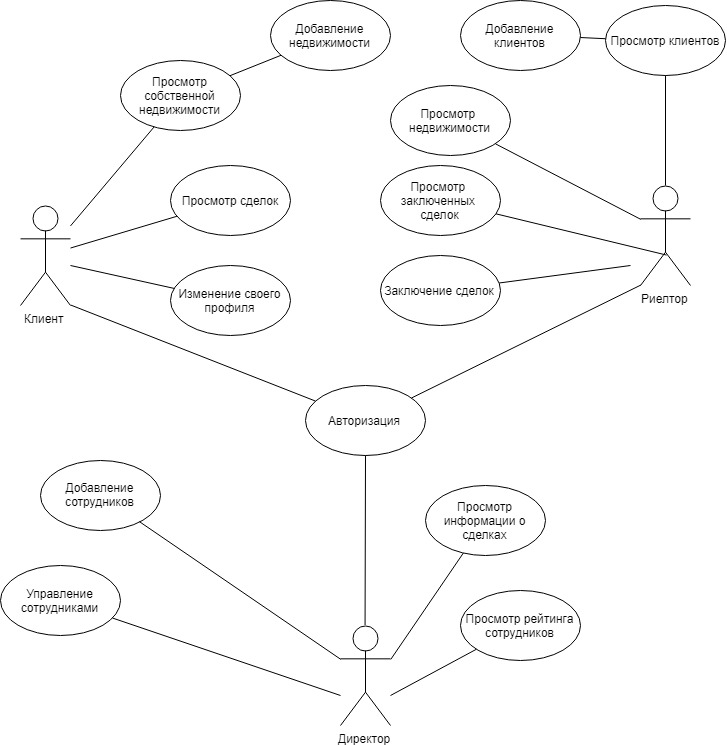 Добавление
недвижимости
Добавление
клиентов
Просмотр клиентов
Просмотр
собственной
недвижимости
Просмотр
недвижимости
Просмотр сделок
Просмотр
заключенных
сделок
Изменение своего
профиля
Заключение сделок
Клиент
Риелтор
Авторизация
Добавление
сотрудников
Просмотр
информации о
сделках
Управление
сотрудниками
Просмотр рейтинга
сотрудников
Директор